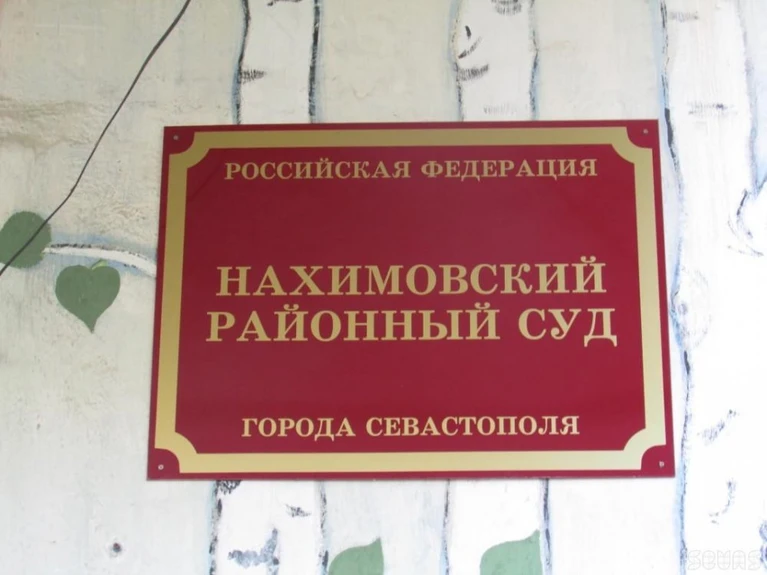 РОССИЙСКАЯ ФЕДЕРАЦИЯ
НАХИМОВСКИЙ
РАЙОННЫЙ СУД
ГОРОДА СЕВАСТОПОЛЯ